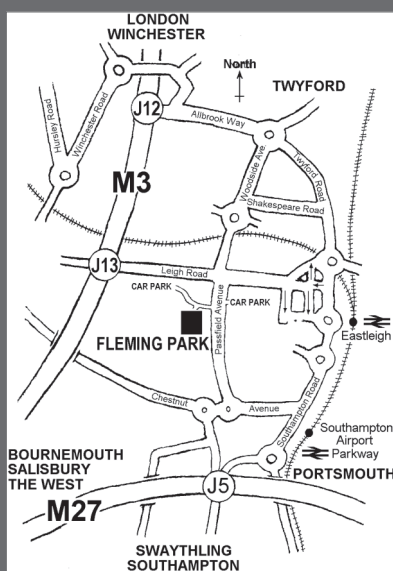 LONDON
WINCHESTER
North
TWYFORD
Hursley Road
Winchester Road
J12
Allbrook Way
Woodside Ave
Twyford Road
M3
Shakespeare Road
J13
Leigh Road
CAR PARK
CAR PARK
Passfield Avenue
FLEMING PARK
Eastleigh
Chestnut
Avenue
Southampton Road
Southampton
Airport
Parkway
BOURNEMOUTH
SALISBURY
THE WEST
PORTSMOUTH
J5
M27
SWAYTHLING
SOUTHAMPTON